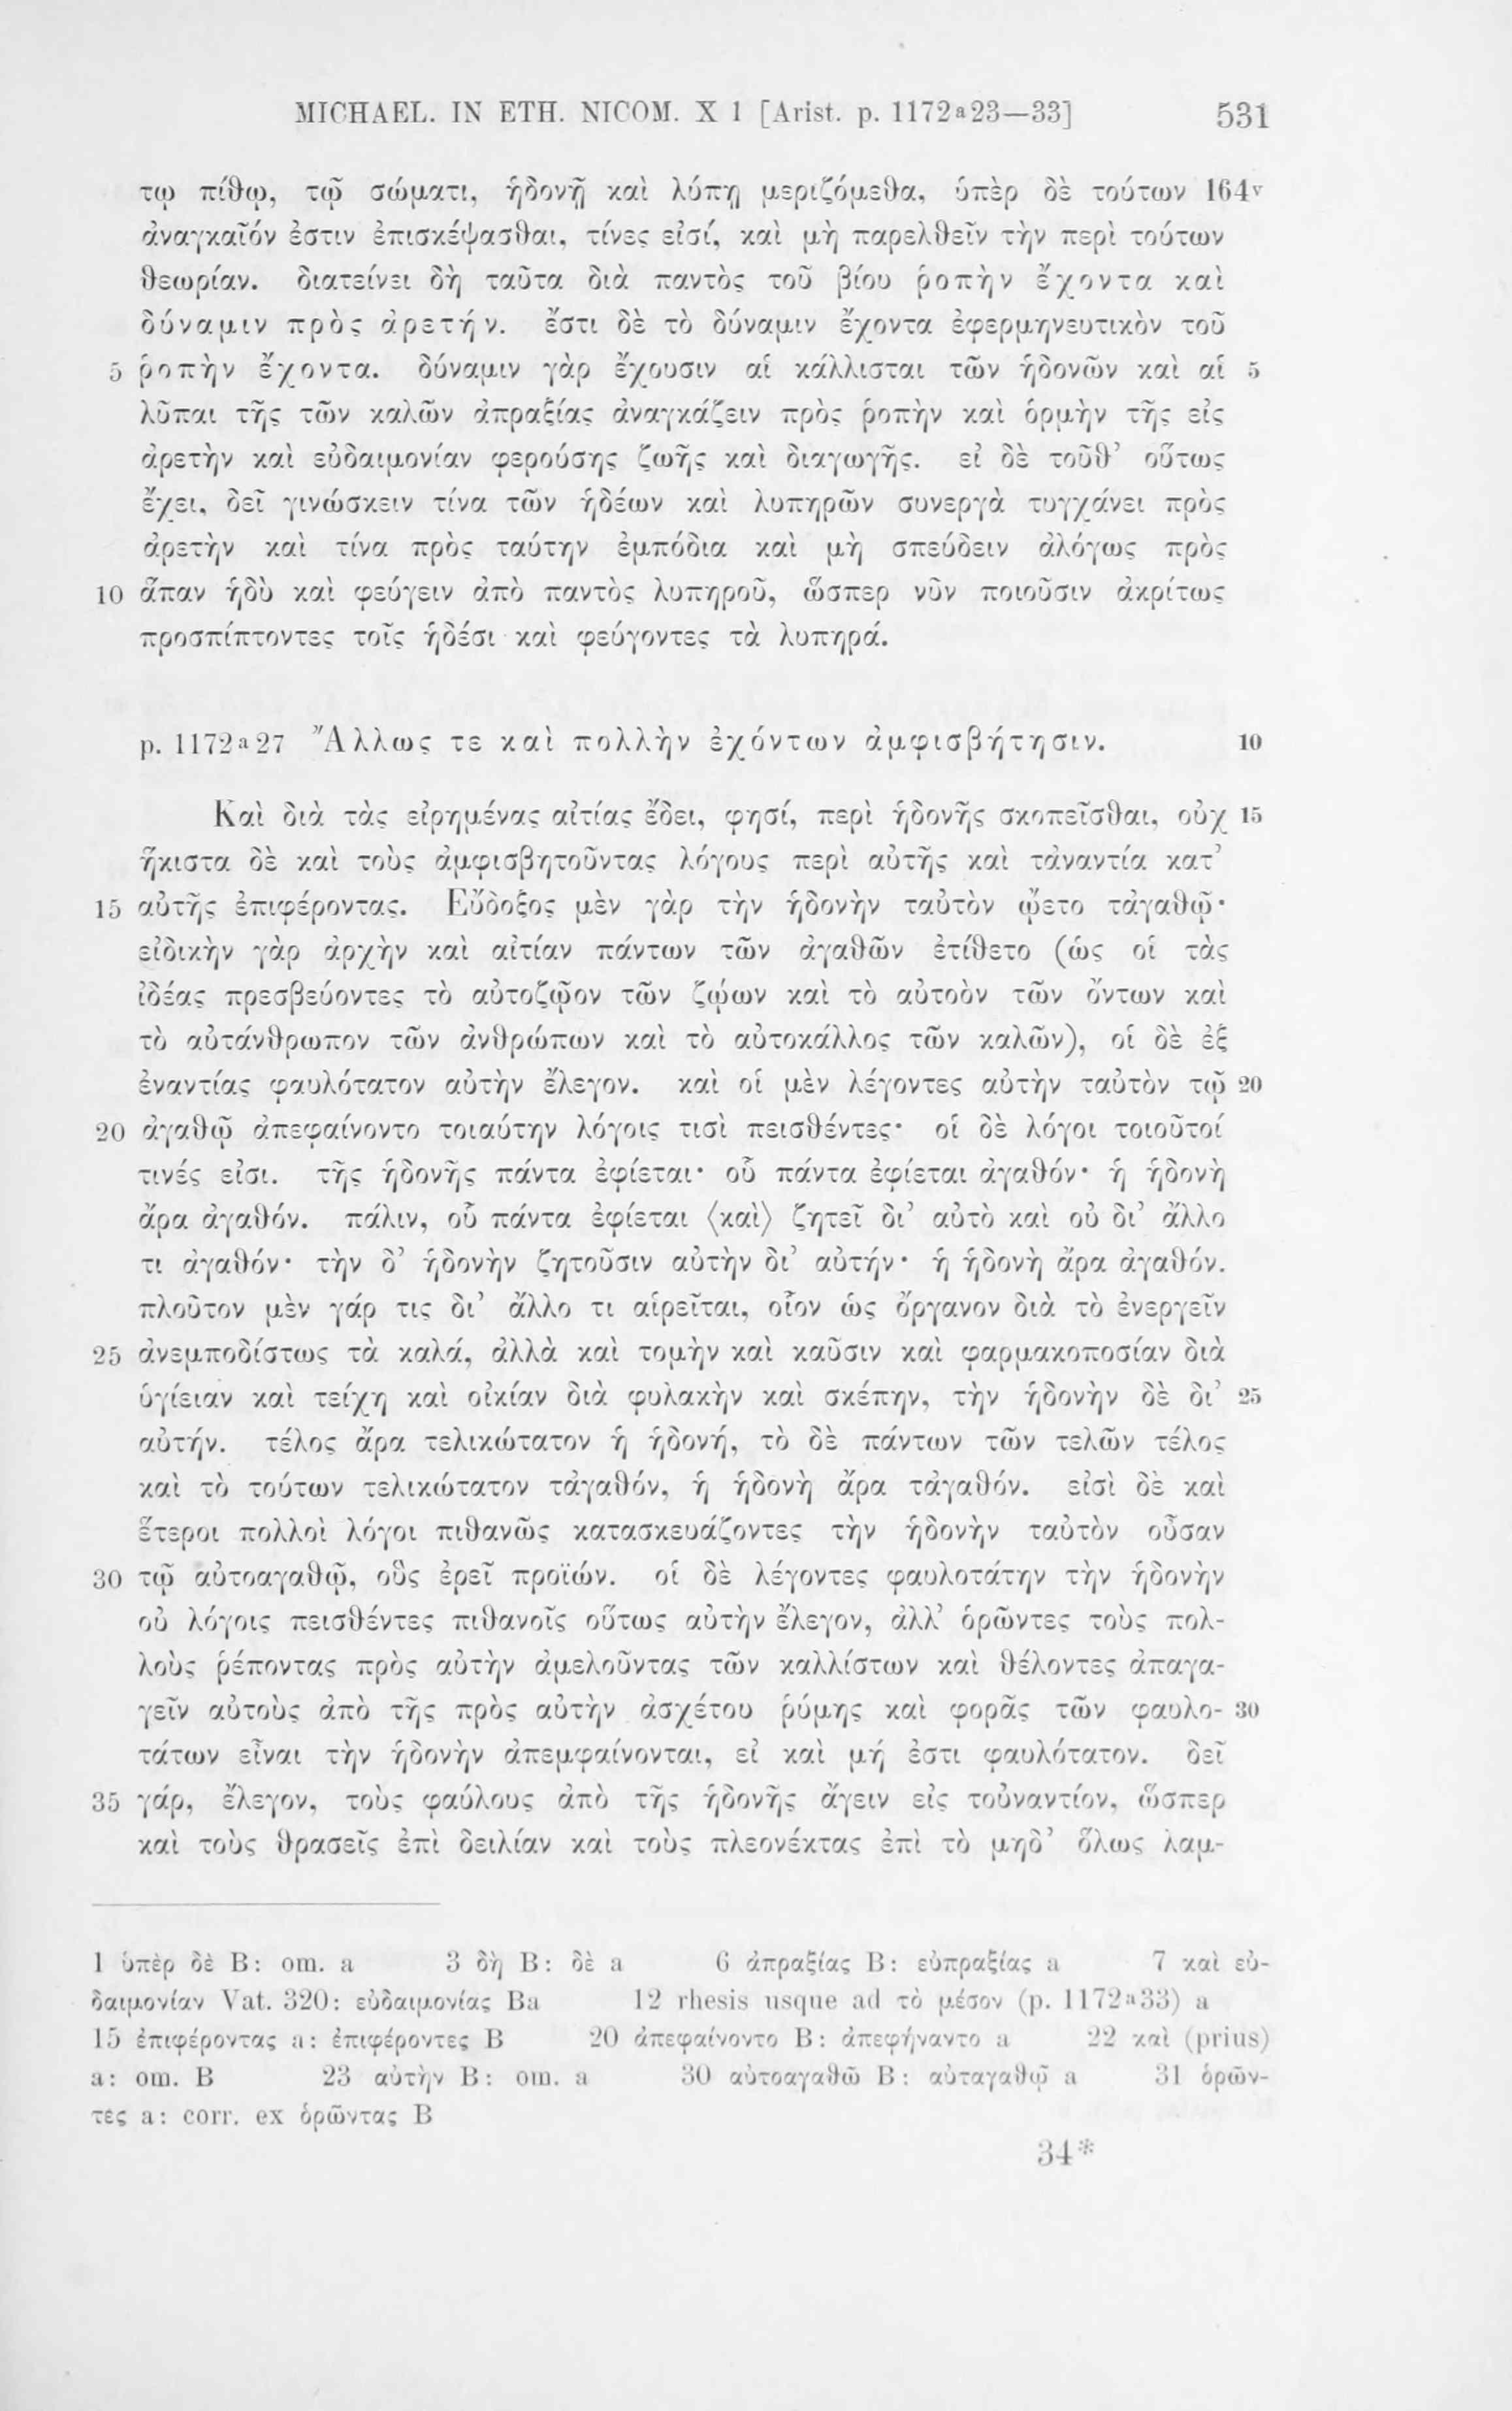 MICHAEL. IN ETH. NICOM. X 1 [Arist. p. 1172ª23—33] 531
τῳ πίθῳ, τῷ σώματι, ἡδονῇ καὶ λύπῃ μεριζόμεθα, ὑπὲρ δὲ τούτων 164v
ἀναγκαῖόν ἐστιν ἐπισκέψασθαι, τίνες εἰσί, καὶ μὴ παρελθεῖν τὴν περὶ τούτων
θεωρίαν. διατείνει δὴ ταῦτα διὰ παντὸς τοῦ βίου ῥοπὴν ἔχοντα καὶ
δύναμιν πρὸς ἀρετήν. ἔστι δὲ τὸ δύναμιν ἔχοντα ἐφερμηνευτικὸν τοῦ
5 ῥοπὴν ἔχοντα. δύναμιν γὰρ ἔχουσιν αἱ κάλλισται τῶν ἡδονῶν καὶ αἱ 5
λῦπαι τῆς τῶν καλῶν ἀπραξίας ἀναγκάζειν πρὸς ῥοπὴν καὶ ὁρμὴν τῆς εἰς
ἀρετὴν καὶ εὐδαιμονίαν φερούσης ζωῆς καὶ διαγωγῆς. εἰ δὲ τοῦθ’ οὕτως
ἔχει, δεῖ γινώσκειν τίνα τῶν ἡδέων καὶ λυπηρῶν συνεργὰ τυγχάνει πρὸς
ἀρετὴν καὶ τίνα πρὸς ταύτην ἐμπόδια καὶ μὴ σπεύδειν ἀλόγως πρὸς
10 ἅπαν ἡδὺ καὶ φεύγειν ἀπὸ παντὸς λυπηροῦ, ὥσπερ νῦν ποιοῦσιν ἀκρίτως
προσπίπτοντες τοῖς ἡδέσι καὶ φεύγοντες τὰ λυπηρά.
p. 1172ª27 Ἄλλως τε καὶ πολλὴν ἐχόντων ἀμφισβήτησιν. 10
Καὶ διὰ τὰς εἰρημένας αἰτίας ἔδει, φησί, περὶ ἡδονῆς σκοπεῖσθαι, οὐχ 15
ἥκιστα δὲ καὶ τοὺς ἀμφισβητοῦντας λόγους περὶ αὐτῆς καὶ τἀναντία κατ’
15 αὐτῆς ἐπιφέροντας. Εὔδοξος μὲν γὰρ τὴν ἡδονὴν ταὐτὸν ᾤετο τἀγαθῷ·
εἰδικὴν γὰρ ἀρχὴν καὶ αἰτίαν πάντων τῶν ἀγαθῶν ἐτίθετο (ὡς οἱ τὰς
ἰδέας πρεσβεύοντες τὸ αὐτοζῷον τῶν ζῴων καὶ τὸ αὐτοὸν τῶν ὄντων καὶ
τὸ αὐτάνθρωπον τῶν ἀνθρώπων καὶ τὸ αὐτοκάλλος τῶν καλῶν), οἱ δὲ ἐξ
ἐναντίας φαυλότατον αὐτὴν ἔλεγον. καὶ οἱ μὲν λέγοντες αὐτὴν ταὐτὸν τῷ 20
20 ἀγαθῷ ἀπεφαίνοντο τοιαύτην λόγοις τισὶ πεισθέντες· οἱ δὲ λόγοι τοιοῦτοί
τινές εἰσι. τῆς ἡδονῆς πάντα ἐφίεται· οὗ πάντα ἐφίεται ἀγαθόν· ἡ ἡδονὴ
ἄρα ἀγαθόν. πάλιν, οὗ πάντα ἐφίεται ⟨καὶ⟩ ζητεῖ δι’ αὐτὸ καὶ οὐ δι’ ἄλλο
τι ἀγαθόν· τὴν δ’ ἡδονὴν ζητοῦσιν αὐτὴν δι’ αὐτήν· ἡ ἡδονὴ ἄρα ἀγαθόν.
πλοῦτον μὲν γάρ τις δι’ ἄλλο τι αἱρεῖται, οἷον ὡς ὄργανον διὰ τὸ ἐνεργεῖν
25 ἀνεμποδίστως τὰ καλά, ἀλλὰ καὶ τομὴν καὶ καῦσιν καὶ φαρμακοποσίαν διὰ
ὑγίειαν καὶ τείχη καὶ οἰκίαν διὰ φυλακὴν καὶ σκέπην, τὴν ἡδονὴν δὲ δι’ 25
αὐτήν. τέλος ἄρα τελικώτατον ἡ ἡδονή, τὸ δὲ πάντων τῶν τελῶν τέλος
καὶ τὸ τούτων τελικώτατον τἀγαθόν, ἡ ἡδονὴ ἄρα τἀγαθόν. εἰσὶ δὲ καὶ
ἕτεροι πολλοὶ λόγοι πιθανῶς κατασκευάζοντες τὴν ἡδονὴν ταὐτὸν οὖσαν
30 τῷ αὐτοαγαθῷ, οὓς ἐρεῖ προϊών. οἱ δὲ λέγοντες φαυλοτάτην τὴν ἡδονὴν
οὐ λόγοις πεισθέντες πιθανοῖς οὕτως αὐτὴν ἔλεγον, ἀλλ’ ὁρῶντες τοὺς πολ-
λοὺς ῥέποντας πρὸς αὐτὴν ἀμελοῦντας τῶν καλλίστων καὶ θέλοντες ἀπαγα-
γεῖν αὐτοὺς ἀπὸ τῆς πρὸς αὐτὴν ἀσχέτου ῥύμης καὶ φορᾶς τῶν φαυλο- 30
τάτων εἶναι τὴν ἡδονὴν ἀπεμφαίνονται, εἰ καὶ μή ἐστι φαυλότατον. δεῖ
35 γάρ, ἔλεγον, τοὺς φαύλους ἀπὸ τῆς ἡδονῆς ἄγειν εἰς τοὐναντίον, ὥσπερ
καὶ τοὺς θρασεῖς ἐπὶ δειλίαν καὶ τοὺς πλεονέκτας ἐπὶ τὸ μηδ’ ὅλως λαμ-
1 ὑπὲρ δὲ B: om. a 3 δὴ B: δὲ a 6 ἀπραξίας B: εὐπραξίας a 7 καὶ εὐ-
δαιμονίαν Vat. 320: εὐδαιμονίας Ba 12 rhesis usque ad τὸ μέσον (p. 1172ª33) a
15 ἐπιφέροντας a: ἐπιφέροντες B 20 ἀπεφαίνοντο B: ἀπεφήναντο a 22 καὶ (prius)
a: om. B 23 αὐτὴν B: om. a 30 αὐτοαγαθῶ B: αὐταγαθῷ a 31 ὁρῶν-
τες a: corr. ex ὁρῶντας B
34*